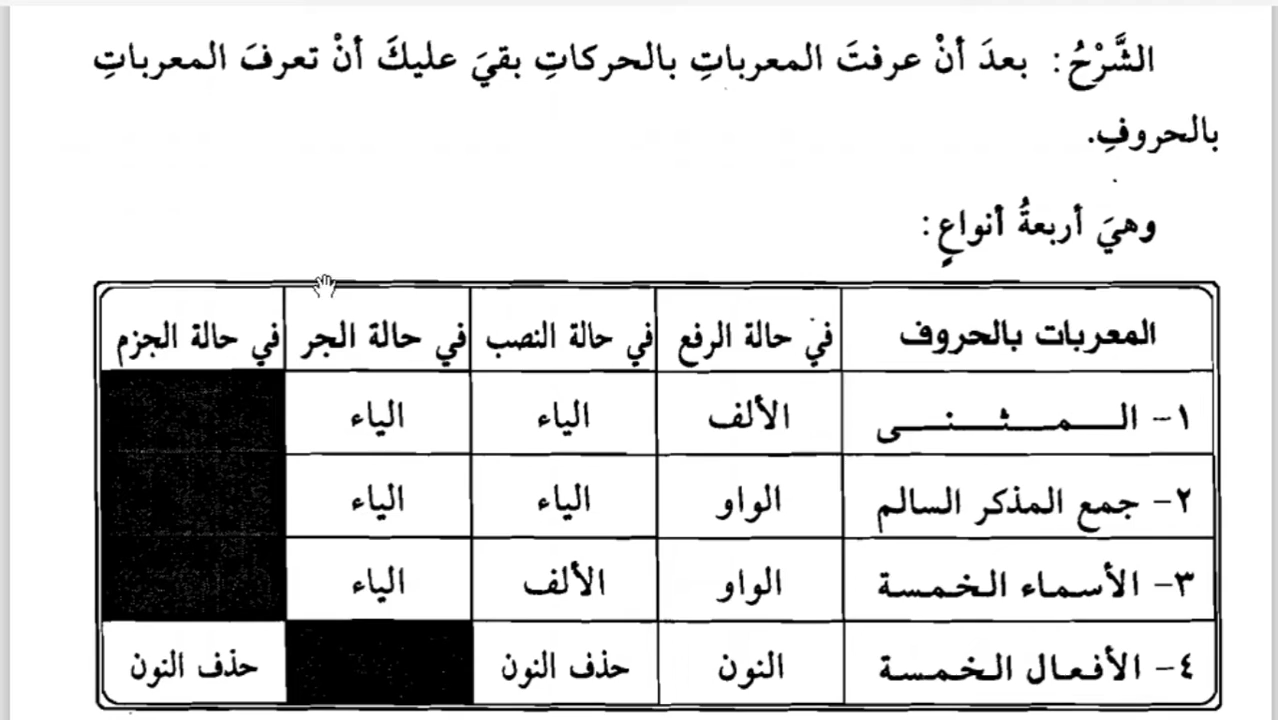 الشَّرْحُ: بعدَ أنْ عرفتَ المعرباتِ بالحركاتِ بقيَ عليكَ أنْ تعرفَ المعرباتِ
بالحروفِ.
وهيَ أربعةُ أنواعٍ:
المعربات بالحروف في حالة الرفع في حالة النصب في حالة الجر في حالة الجزم
١- المثنى الألف الياء الياء
٢- جمع المذكر السالم الواو الياء الياء
٣- الأسماء الخمسة الواو الألف الياء
٤- الأفعال الخمسة النون حذف النون حذف النون